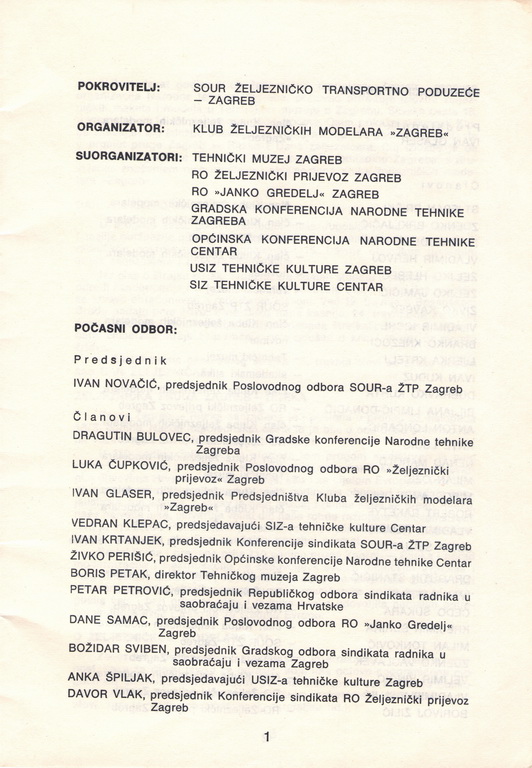 POKROVITELJ: SOUR ŽELJEZNIČKO TRANSPORTNO PODUZEĆE
— ZAGREB
ORGANIZATOR: KLUB ŽELJEZNIČKIH MODELARA »ZAGREB«
SUORGANIZATORI: TEHNIČKI MUZEJ ZAGREB
RO ŽELJEZNIČKI PRIJEVOZ ZAGREB
RO »JANKO GREDELJ« ZAGREB
GRADSKA KONFERENCIJA NARODNE TEHNIKE
ZAGREBA
OPĆINSKA KONFERENCIJA NARODNE TEHNIKE
CENTAR
USIZ TEHNIČKE KULTURE ZAGREB
SIZ TEHNIČKE KULTURE CENTAR
POČASNI ODBOR:
Predsjednik
IVAN NOVAČIĆ, predsjednik Poslovodnog odbora SOUR-a ŽTP Zagreb
Članovi
DRAGUTIN BULOVEC, predsjednik Gradske konferencije Narodne tehnike
Zagreba
LUKA ČUPKOVIĆ, predsjednik Poslovodnog odbora RO »Željeznički
prijevoz« Zagreb
IVAN GLASER, predsjednik Predsjedništva Kluba željezničkih modelara
»Zagreb«
VEDRAN KLEPAC, predsjedavajući SIZ-a tehničke kulture Centar
IVAN KRTANJEK, predsjednik Konferencije sindikata SOUR-a ŽTP Zagreb
ŽIVKO PERIŠIĆ, predsjednik Općinske konferencije Narodne tehnike Centar
BORIS PETAK, direktor Tehničkog muzeja Zagreb
PETAR PETROVIĆ, predsjednik Republičkog odbora sindikata radnika u
saobraćaju i vezama Hrvatske
DANE SAMAC, predsjednik Poslovodnog odbora RO »Janko Gredelj«
Zagreb
BOŽIDAR SVIBEN, predsjednik Gradskog odbora sindikata radnika u
saobraćaju i vezama Zagreb
ANKA ŠPILJAK, predsjedavajući USIZ-a tehničke kulture Zagreb
DAVOR VLAK, predsjednik Konferencije sindikata RO Željeznički prijevoz
Zagreb
1